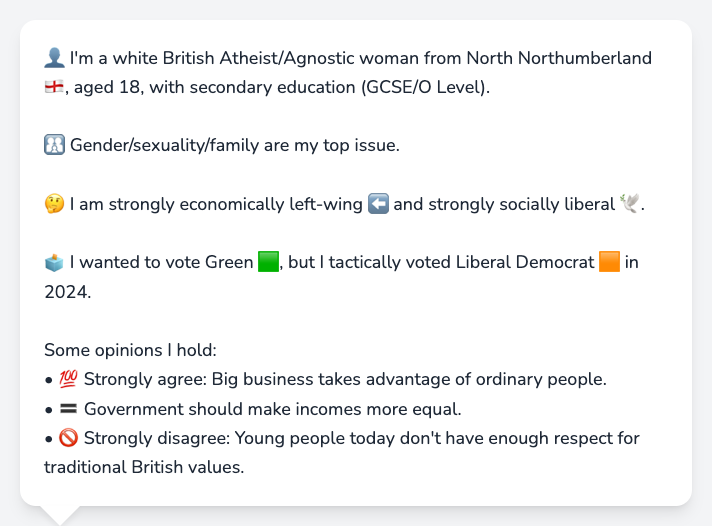 👤 I'm a white British Atheist/Agnostic woman from North Northumberland
🏴󠁧󠁢󠁥󠁮󠁧󠁿, aged 18, with secondary education (GCSE/O Level).
🚻 Gender/sexuality/family are my top issue.
🤔 I am strongly economically left-wing ⬅️ and strongly socially liberal 🕊️.
🗳️ I wanted to vote Green 🟩, but I tactically voted Liberal Democrat 🟧 in
2024.
Some opinions I hold:
• 💯 Strongly agree: Big business takes advantage of ordinary people.
• 🟰 Government should make incomes more equal.
• 🚫 Strongly disagree: Young people today don't have enough respect for
traditional British values.